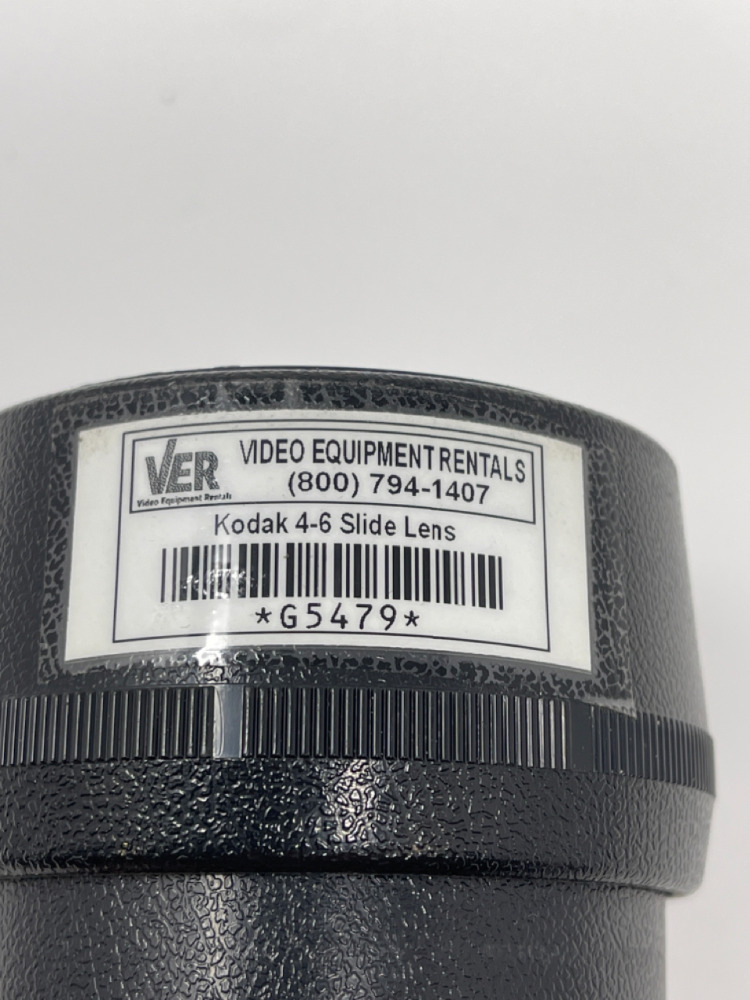 VER
Video Equipment Rentals
VIDEO EQUIPMENT RENTALS
(800) 794-1407
Kodak 4-6 Slide Lens
*G5479*